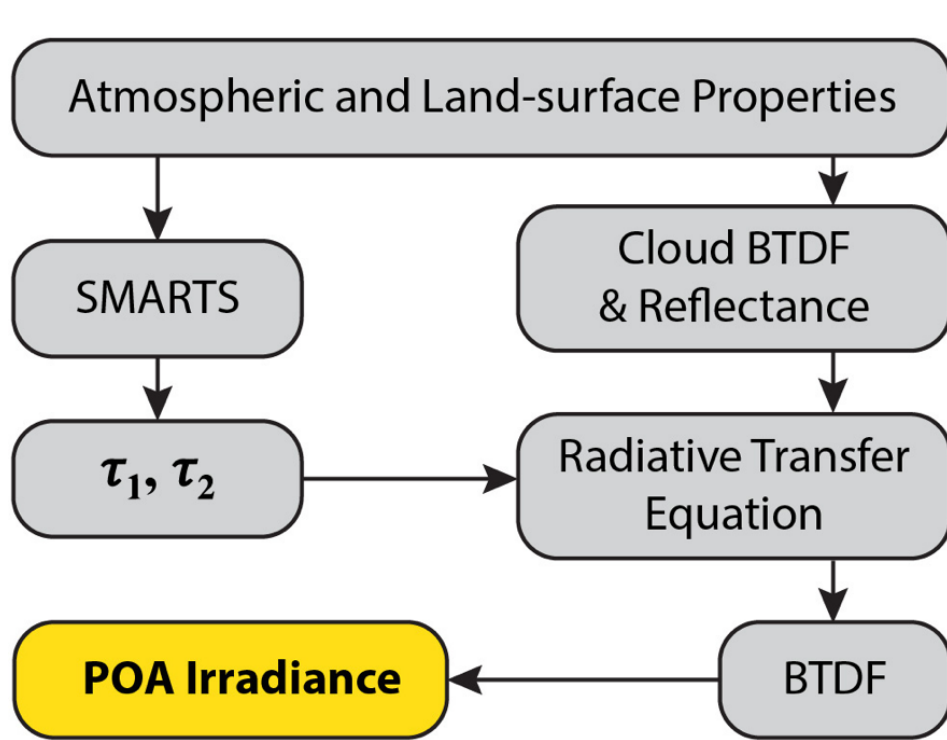 Atmospheric and Land-surface Properties
SMARTS
Cloud BTDF
& Reflectance
τ₁, τ₂
Radiative Transfer
Equation
POA Irradiance
BTDF